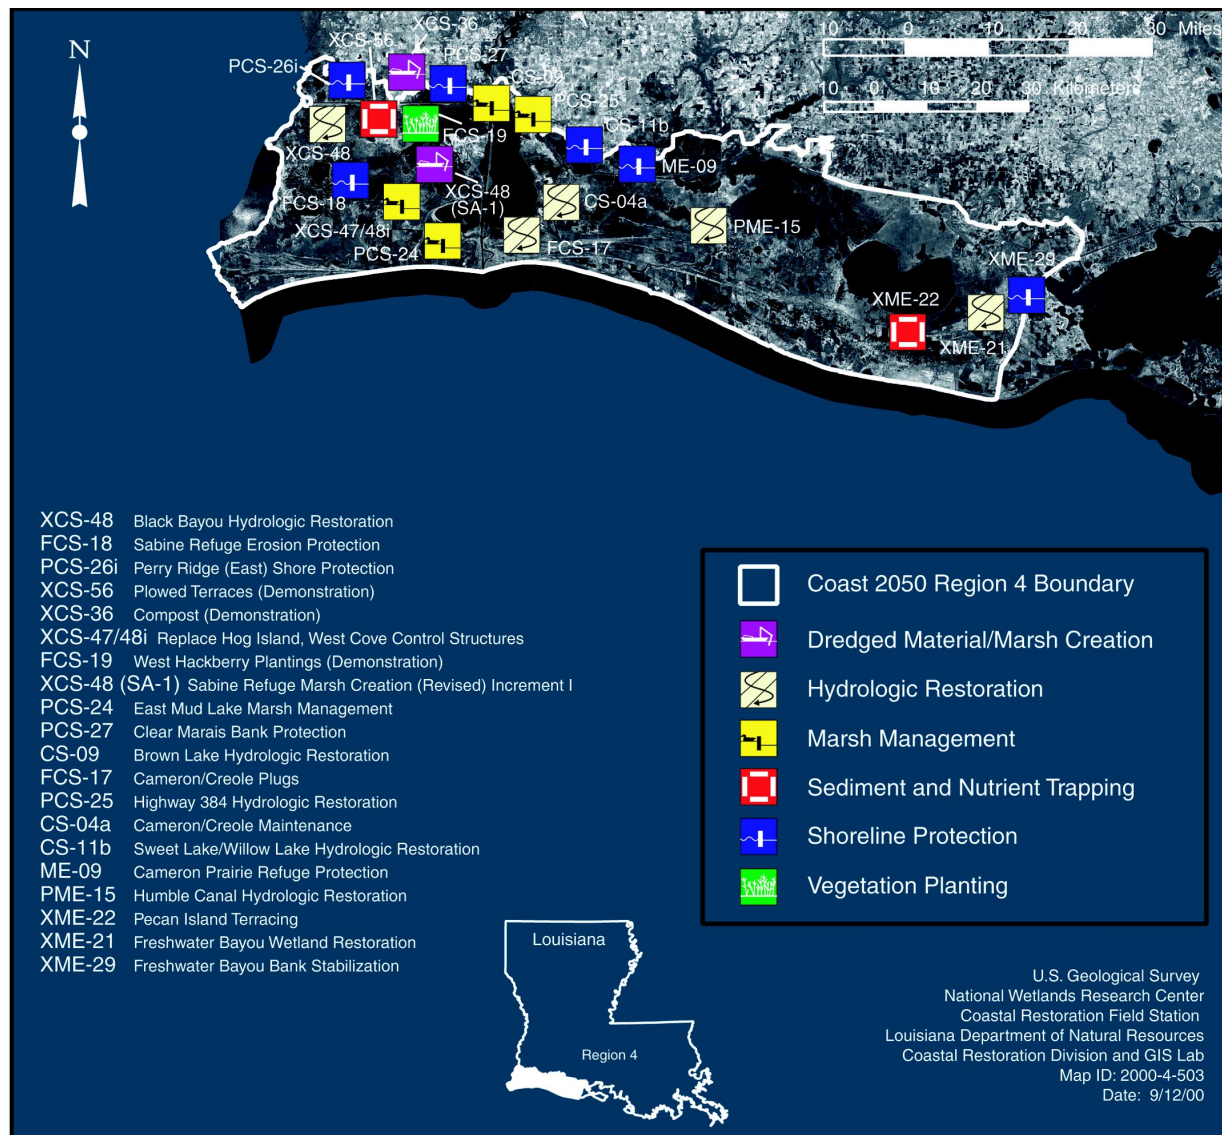 N
10 0 10 20 30 Miles
10 0 10 20 30 Kilometers
XCS-36
XCS-56
PCS-27
PCS-26i
CS-09
PCS-25
FCS-19
CS-11b
XCS-48
ME-09
XCS-48
(SA-1)
CS-04a
FCS-18
PME-15
XCS-47/48i
FCS-17
PCS-24
XME-29
XME-22
XME-21
XCS-48 Black Bayou Hydrologic Restoration
FCS-18 Sabine Refuge Erosion Protection
PCS-26i Perry Ridge (East) Shore Protection
XCS-56 Plowed Terraces (Demonstration)
XCS-36 Compost (Demonstration)
XCS-47/48i Replace Hog Island, West Cove Control Structures
FCS-19 West Hackberry Plantings (Demonstration)
XCS-48 (SA-1) Sabine Refuge Marsh Creation (Revised) Increment I
PCS-24 East Mud Lake Marsh Management
PCS-27 Clear Marais Bank Protection
CS-09 Brown Lake Hydrologic Restoration
FCS-17 Cameron/Creole Plugs
PCS-25 Highway 384 Hydrologic Restoration
CS-04a Cameron/Creole Maintenance
CS-11b Sweet Lake/Willow Lake Hydrologic Restoration
ME-09 Cameron Prairie Refuge Protection
PME-15 Humble Canal Hydrologic Restoration
XME-22 Pecan Island Terracing
XME-21 Freshwater Bayou Wetland Restoration
XME-29 Freshwater Bayou Bank Stabilization
Coast 2050 Region 4 Boundary
Dredged Material/Marsh Creation
Hydrologic Restoration
Marsh Management
Sediment and Nutrient Trapping
Shoreline Protection
Vegetation Planting
Louisiana
Region 4
U.S. Geological Survey
National Wetlands Research Center
Coastal Restoration Field Station
Louisiana Department of Natural Resources
Coastal Restoration Division and GIS Lab
Map ID: 2000-4-503
Date: 9/12/00